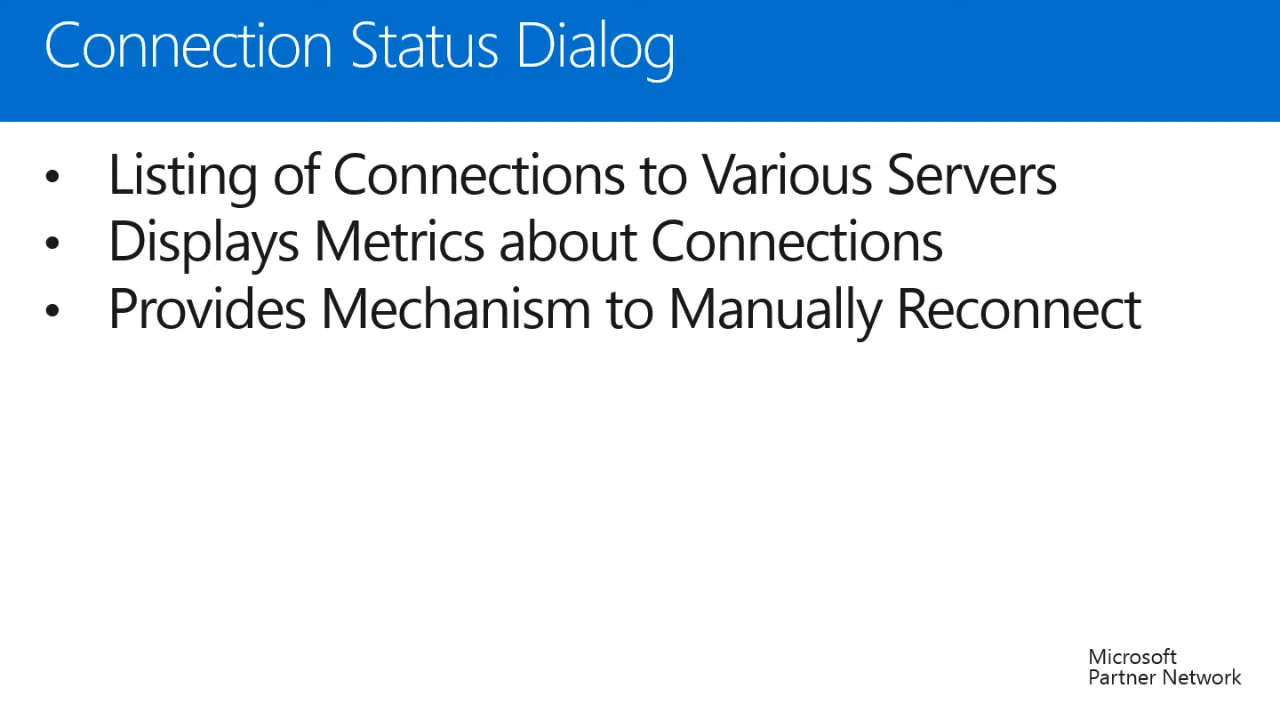 Connection Status Dialog
• Listing of Connections to Various Servers
• Displays Metrics about Connections
• Provides Mechanism to Manually Reconnect
Microsoft
Partner Network